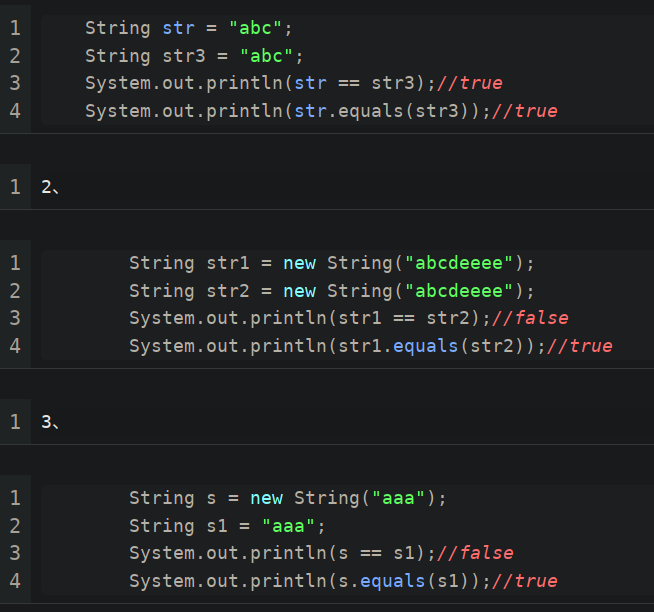 1 String str = "abc";
2 String str3 = "abc";
3 System.out.println(str == str3);//true
4 System.out.println(str.equals(str3));//true
1 2、
1 String str1 = new String("abcdeeee");
2 String str2 = new String("abcdeeee");
3 System.out.println(str1 == str2);//false
4 System.out.println(str1.equals(str2));//true
1 3、
1 String s = new String("aaa");
2 String s1 = "aaa";
3 System.out.println(s == s1);//false
4 System.out.println(s.equals(s1));//true